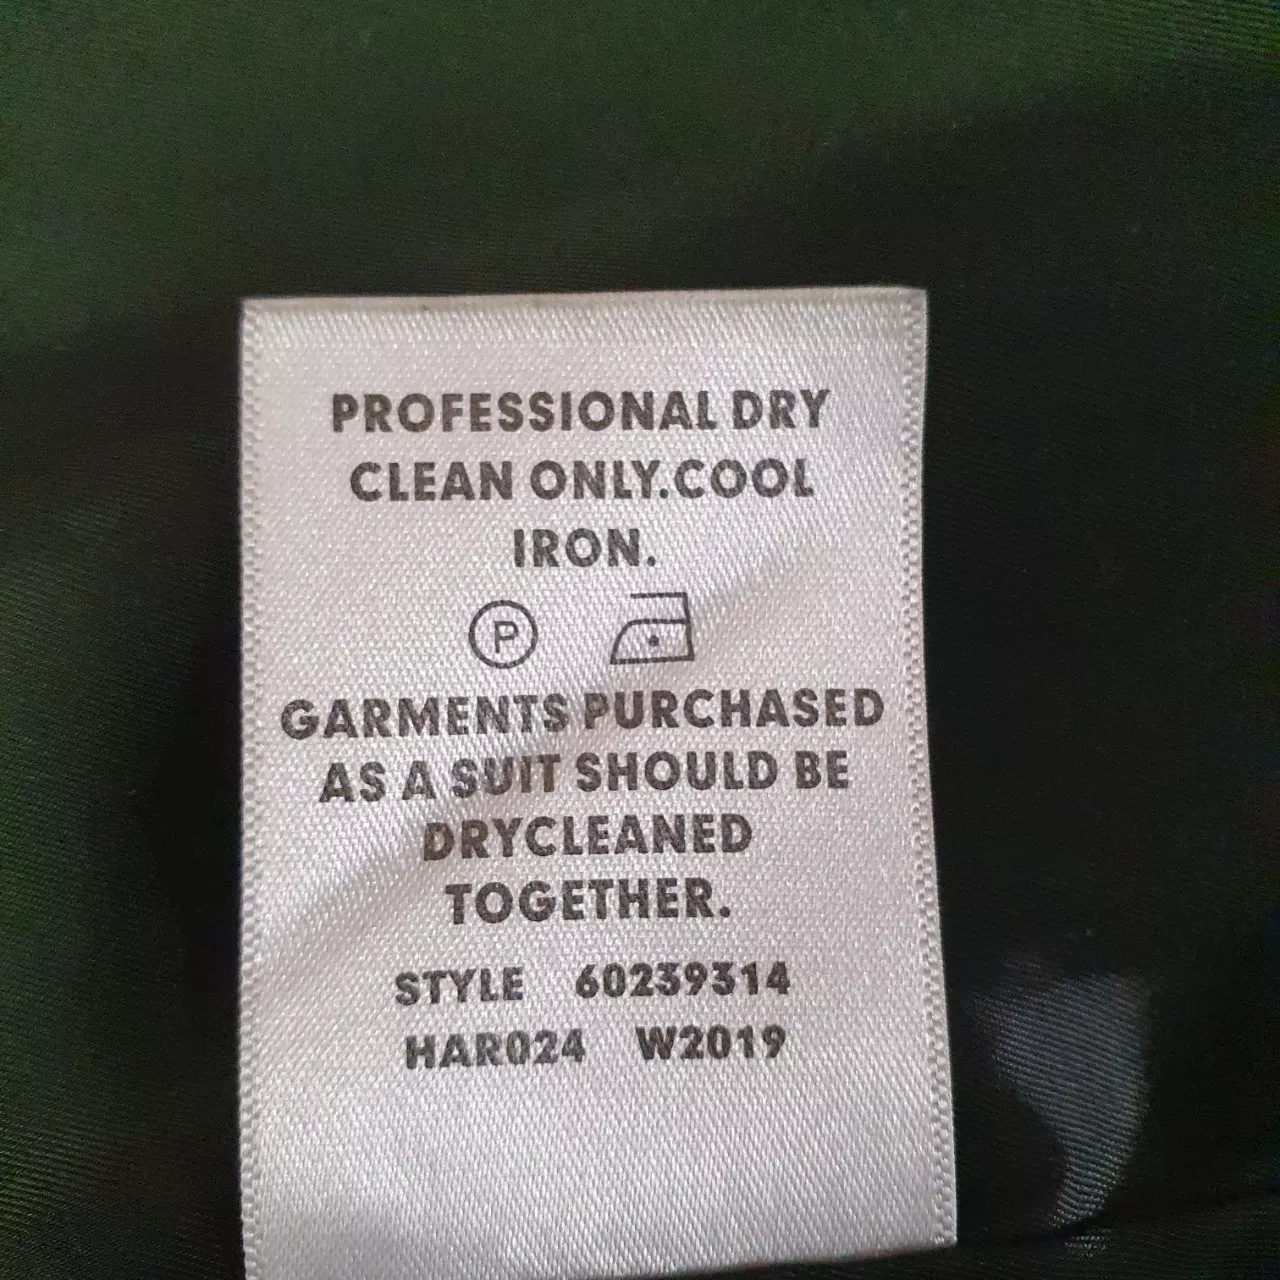 PROFESSIONAL DRY
CLEAN ONLY.COOL
IRON.
P
GARMENTS PURCHASED
AS A SUIT SHOULD BE
DRYCLEANED
TOGETHER.
STYLE 60239314
HAR024 W2019